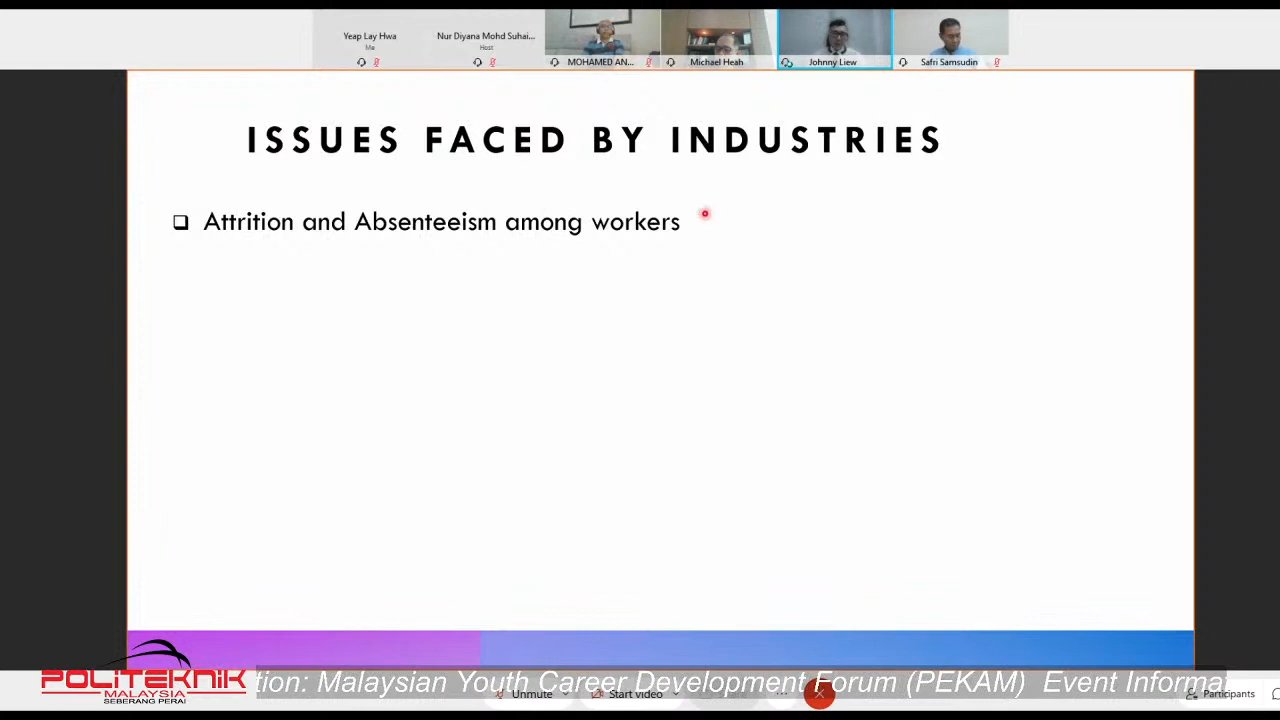 Yeap Lay Hwa
Me
Nur Diyana Mohd Suhai...
Host
MOHAMED AN...
Michael Heah
Johnny Liew
Safri Samsudin
ISSUES FACED BY INDUSTRIES
Attrition and Absenteeism among workers
POLITEKNIK
MALAYSIA
SEBERANG PERAI
tion: Malaysian Youth Career Development Forum (PEKAM) Event Informa
Unmute
Start video
Participants